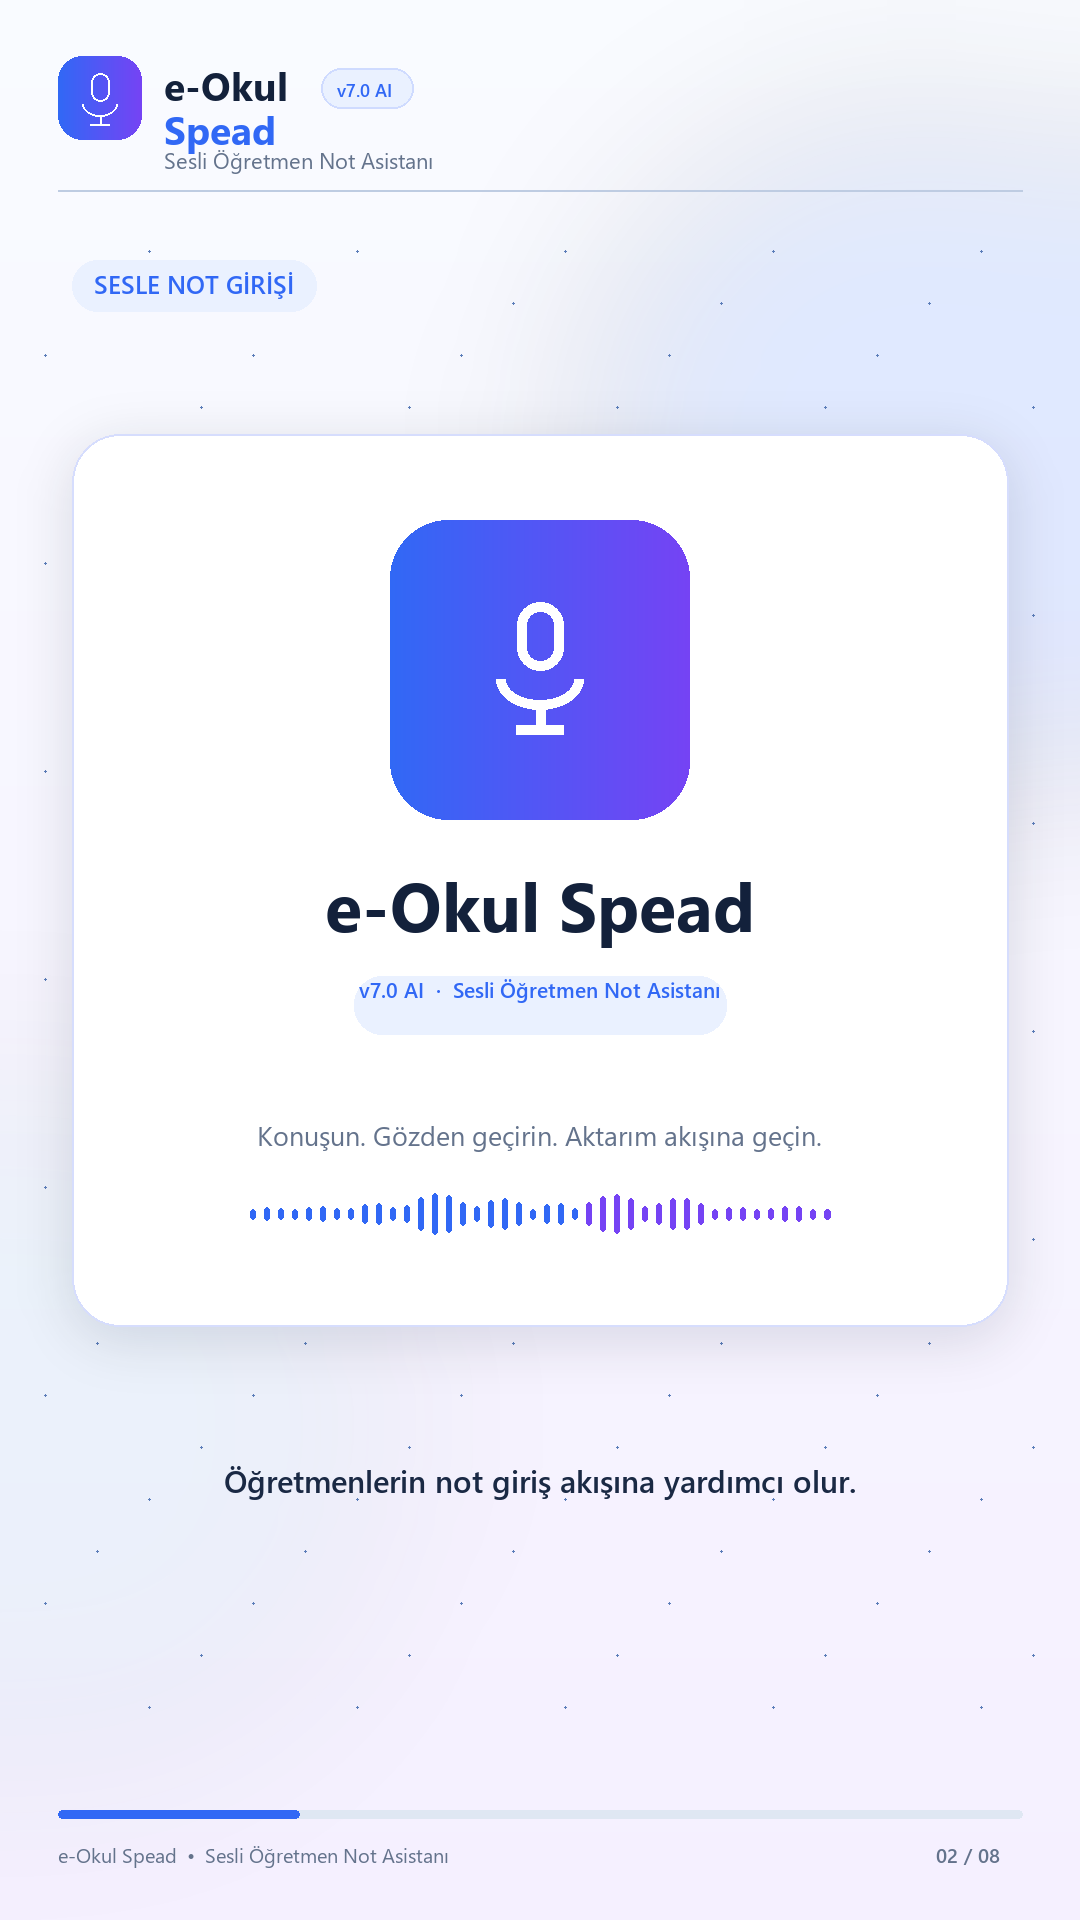 e-Okul
v7.0 AI
Spead
Sesli Öğretmen Not Asistanı
SESLE NOT GİRİŞİ
e-Okul Spead
v7.0 AI · Sesli Öğretmen Not Asistanı
Konuşun. Gözden geçirin. Aktarım akışına geçin.
Öğretmenlerin not giriş akışına yardımcı olur.
e-Okul Spead • Sesli Öğretmen Not Asistanı
02 / 08